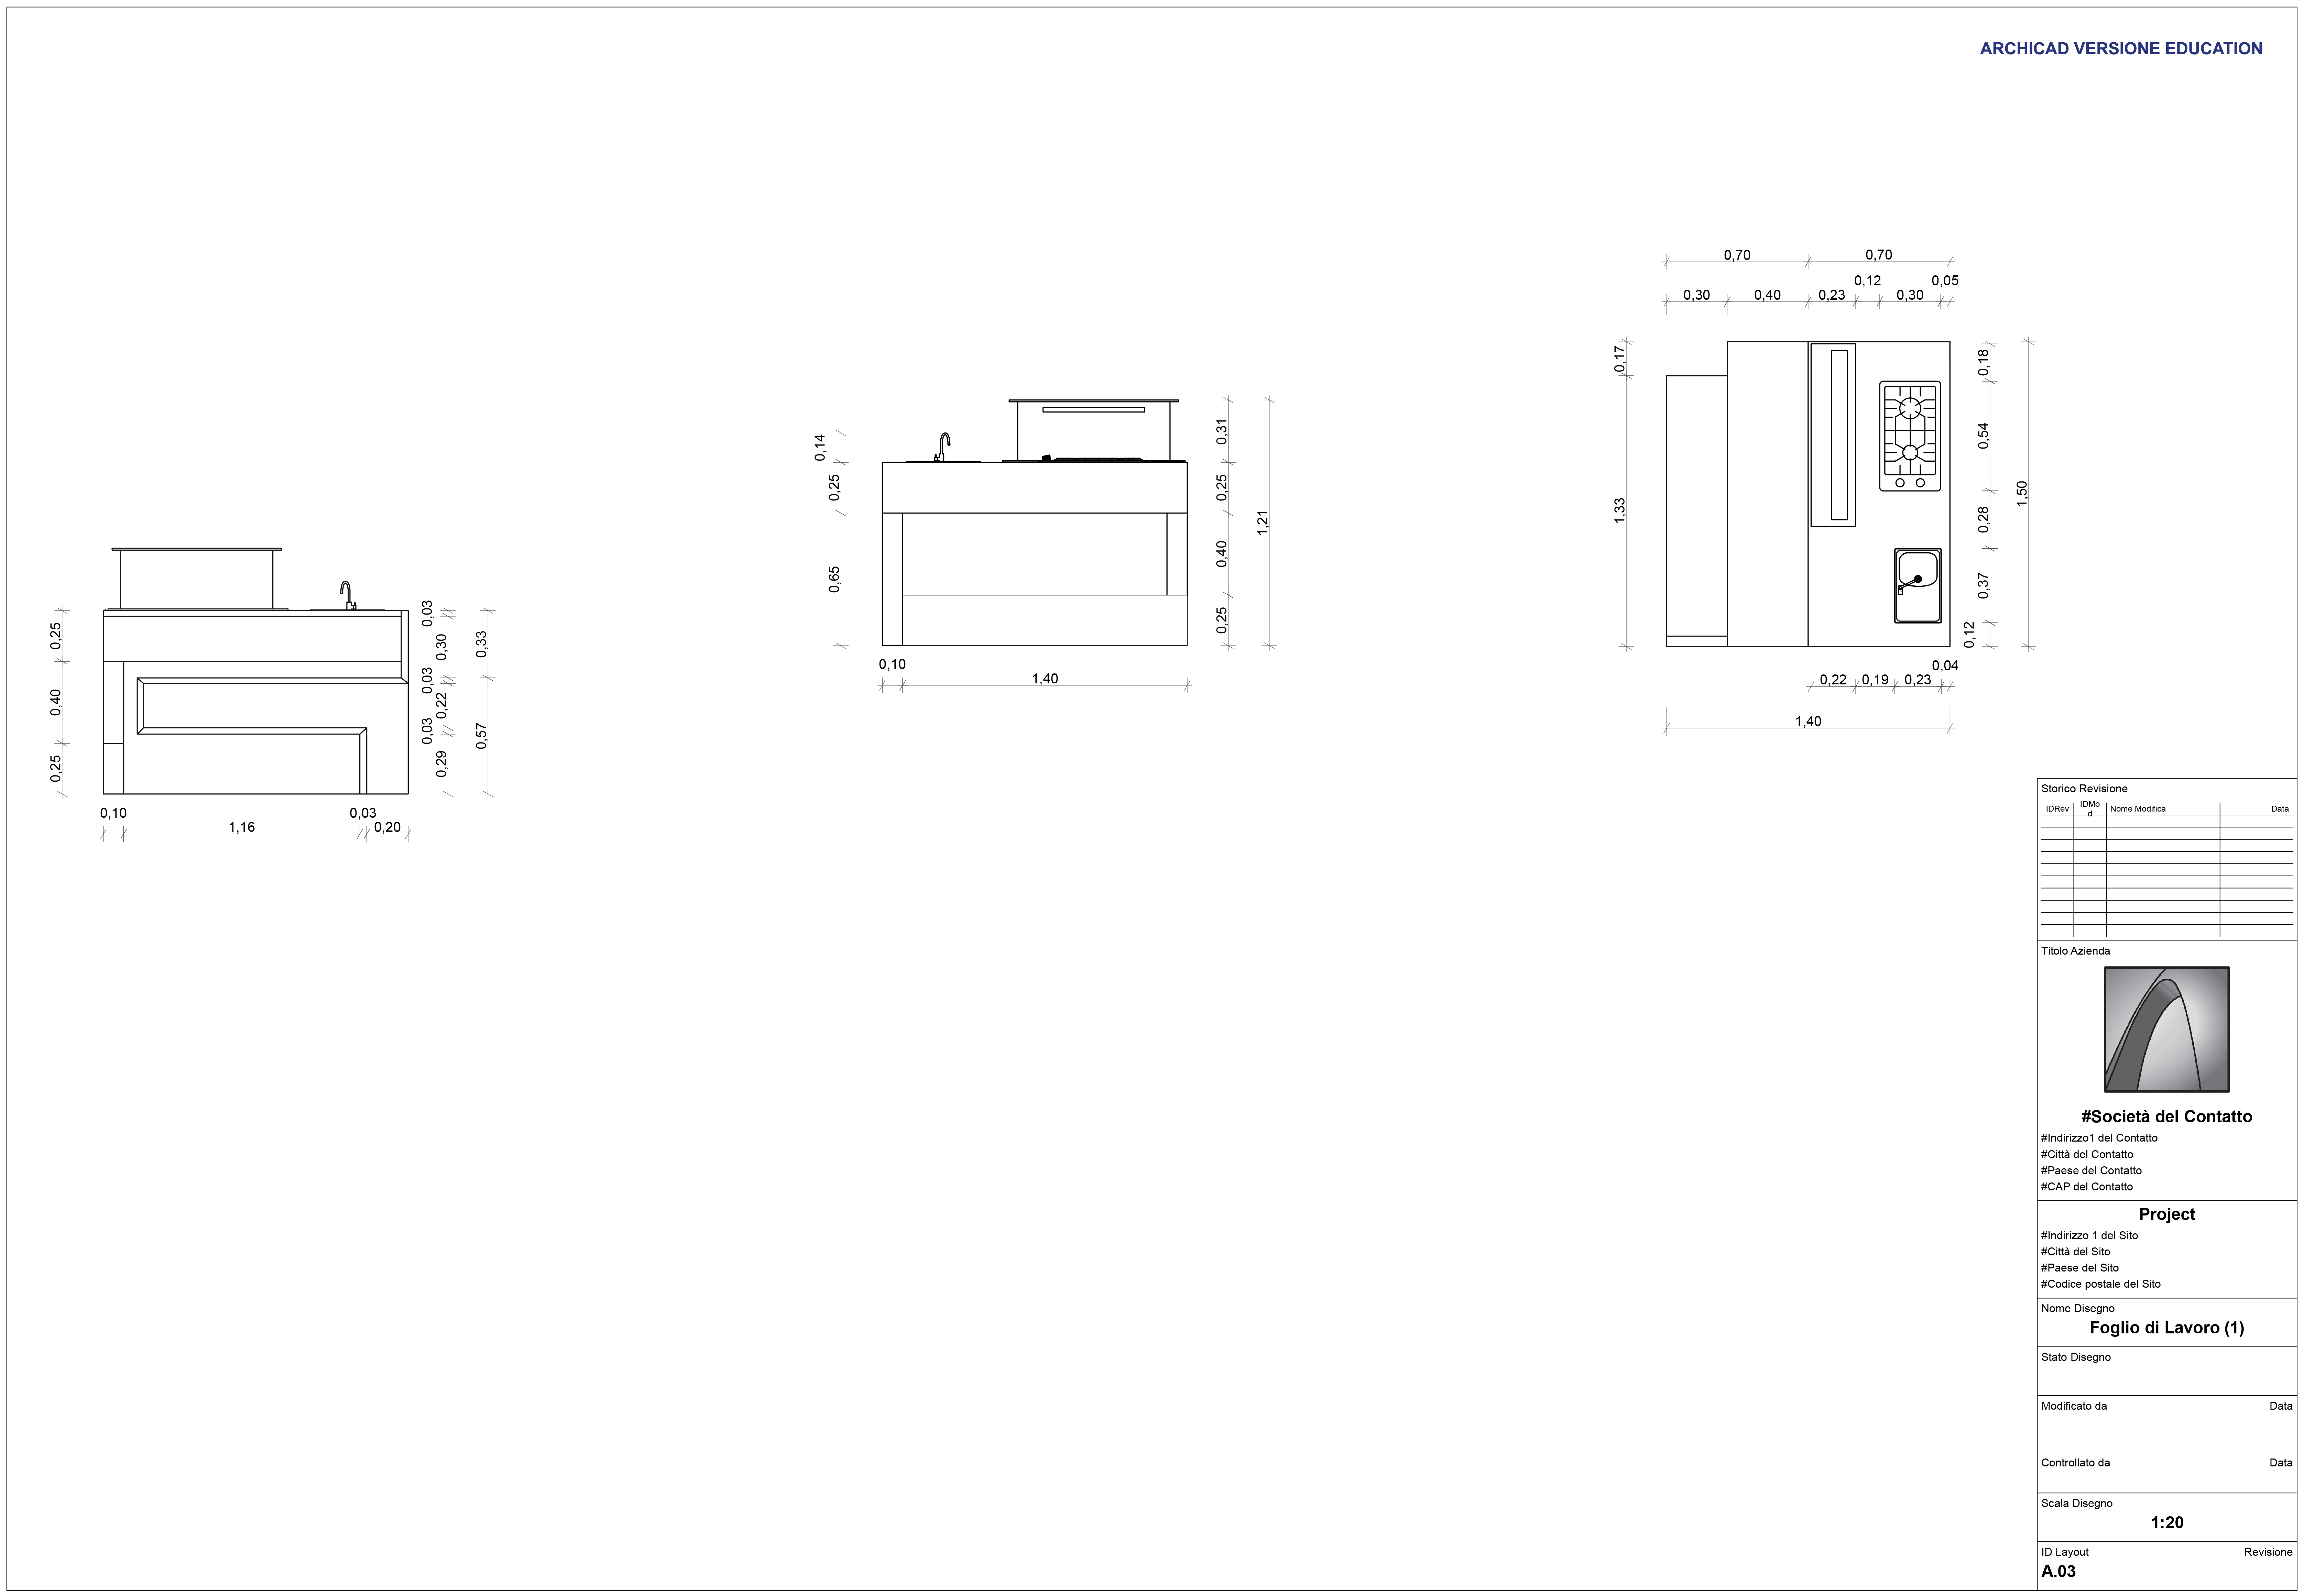 ARCHICAD VERSIONE EDUCATION
0,25
0,40
0,25
0,03
0,30
0,03
0,22
0,03
0,29
0,33
0,57
0,10
1,16
0,03
0,20
0,14
0,25
0,65
0,31
0,25
0,40
0,25
1,21
0,10
1,40
0,70 0,70
0,12 0,05
0,30 0,40 0,23 0,30
0,17
1,33
0,18
0,54
0,28
0,37
0,12
1,50
0,04
0,22 0,19 0,23
1,40
Storico Revisione
IDRev IDMo
d Nome Modifica Data
Titolo Azienda
#Società del Contatto
#Indirizzo1 del Contatto
#Città del Contatto
#Paese del Contatto
#CAP del Contatto
Project
#Indirizzo 1 del Sito
#Città del Sito
#Paese del Sito
#Codice postale del Sito
Nome Disegno
Foglio di Lavoro (1)
Stato Disegno
Modificato da Data
Controllato da Data
Scala Disegno
1:20
ID Layout Revisione
A.03